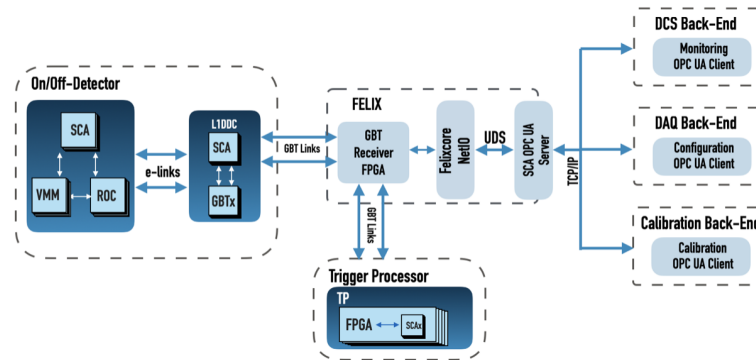 On/Off-Detector
SCA
VMM
ROC
e-links
L1DDC
SCA
GBTx
GBT Links
FELIX
GBT
Receiver
FPGA
Felixcore
NetIO
UDS
SCA OPC UA
Server
TCP/IP
GBT Links
Trigger Processor
TP
FPGA
SCAx
DCS Back-End
Monitoring
OPC UA Client
DAQ Back-End
Configuration
OPC UA Client
Calibration Back-End
Calibration
OPC UA Client